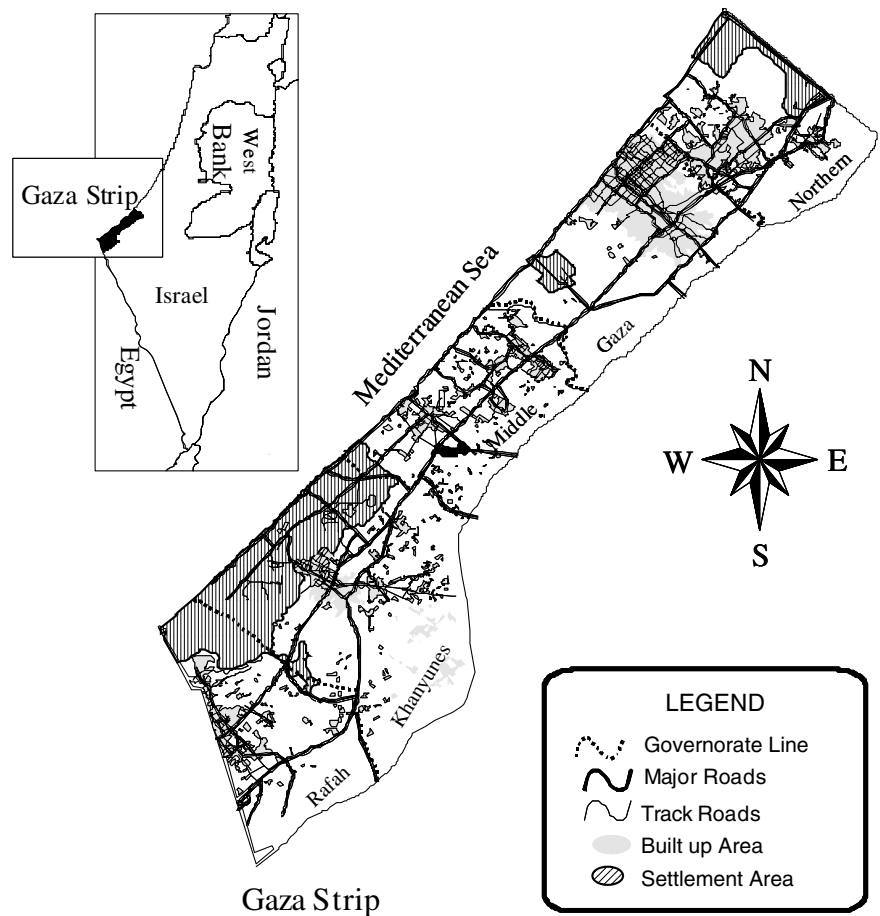 West
Bank
Gaza Strip
Israel
Jordan
Egypt
Mediterranean Sea
Northern
Gaza
Middle
Khanyunes
Rafah
N
W
E
S
Gaza Strip
LEGEND
Governorate Line
Major Roads
Track Roads
Built up Area
Settlement Area